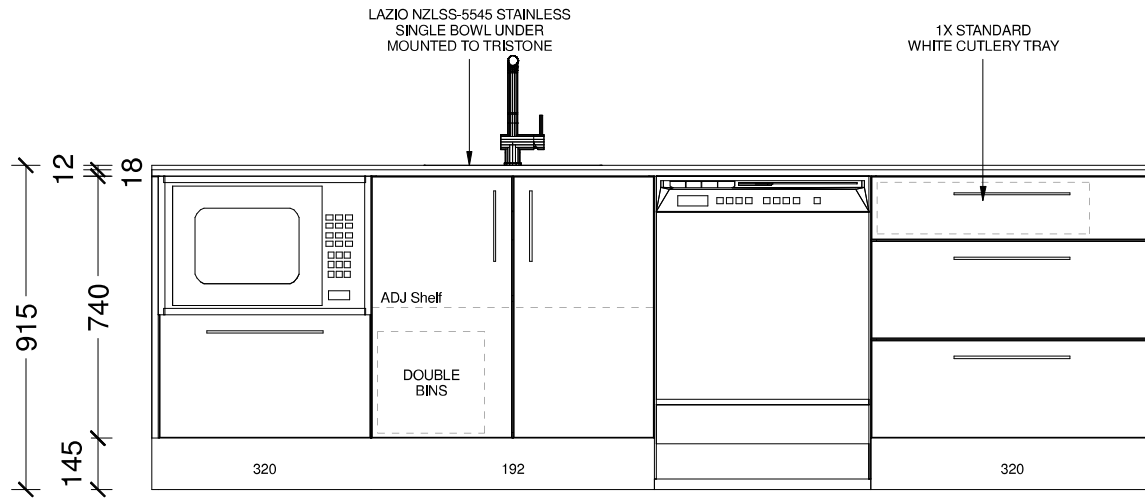 LAZIO NZLSS-5545 STAINLESS
SINGLE BOWL UNDER
MOUNTED TO TRISTONE
1X STANDARD
WHITE CUTLERY TRAY
12
18
915
740
145
ADJ Shelf
DOUBLE
BINS
320
192
320